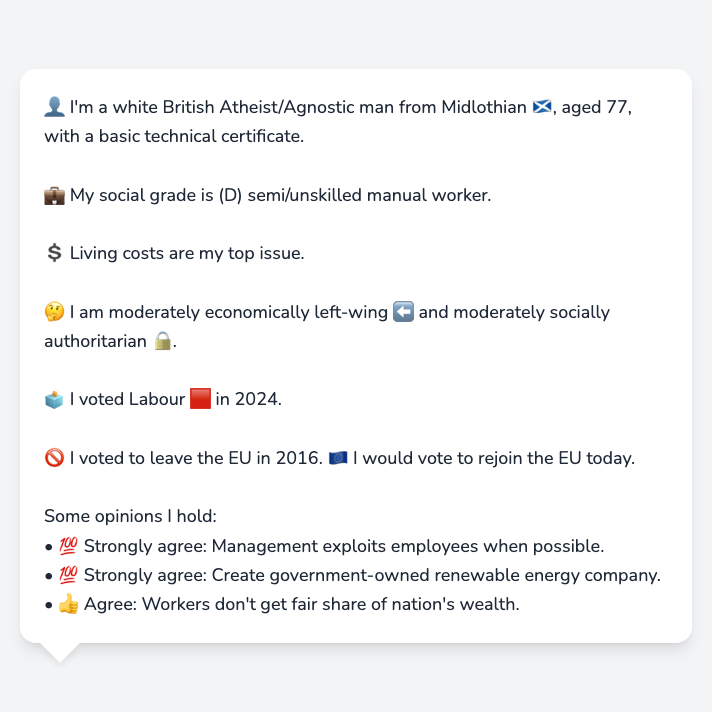 👤 I'm a white British Atheist/Agnostic man from Midlothian 🏴󠁧󠁢󠁳󠁣󠁴󠁿, aged 77,
with a basic technical certificate.
💼 My social grade is (D) semi/unskilled manual worker.
💲 Living costs are my top issue.
🤔 I am moderately economically left-wing ⬅️ and moderately socially
authoritarian 🔒.
🗳️ I voted Labour 🟥 in 2024.
🚫 I voted to leave the EU in 2016. 🇪🇺 I would vote to rejoin the EU today.
Some opinions I hold:
• 💯 Strongly agree: Management exploits employees when possible.
• 💯 Strongly agree: Create government-owned renewable energy company.
• 👍 Agree: Workers don't get fair share of nation's wealth.